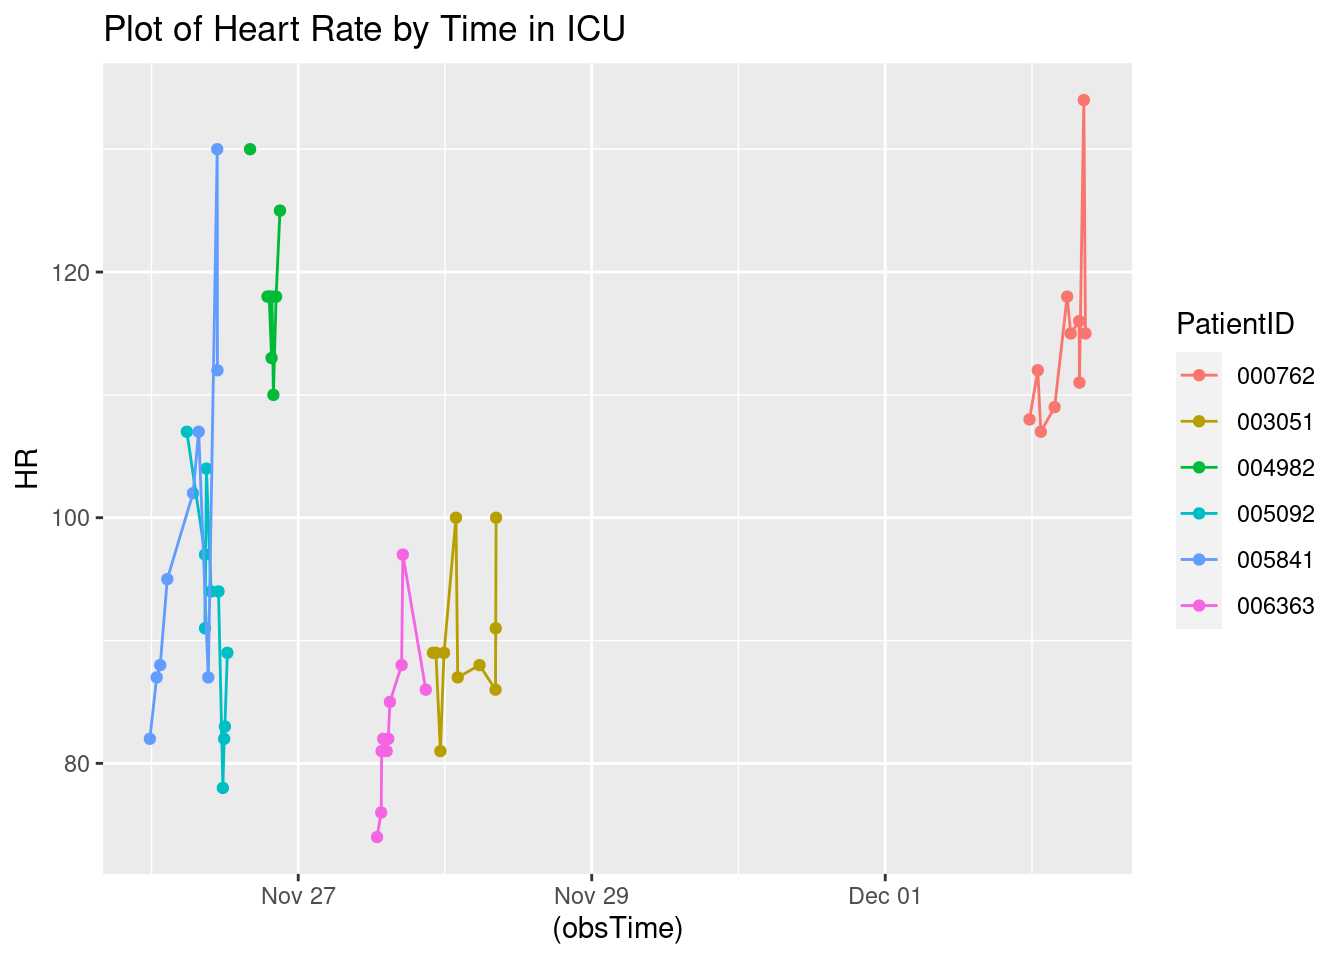 Plot of Heart Rate by Time in ICU
HR
120
100
80
Nov 27
Nov 29
Dec 01
(obsTime)
PatientID
000762
003051
004982
005092
005841
006363